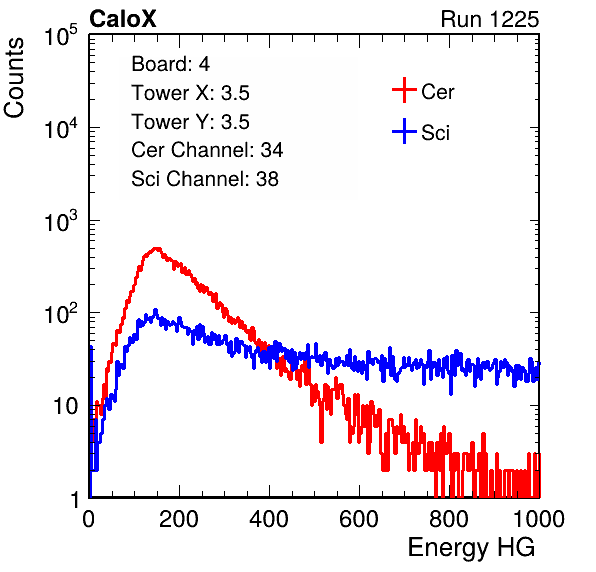 CaloX Run 1225
Counts
Board: 4
Tower X: 3.5
Tower Y: 3.5
Cer Channel: 34
Sci Channel: 38
Cer
Sci
10^5
10^4
10^3
10^2
10
1
0 200 400 600 800 1000
Energy HG